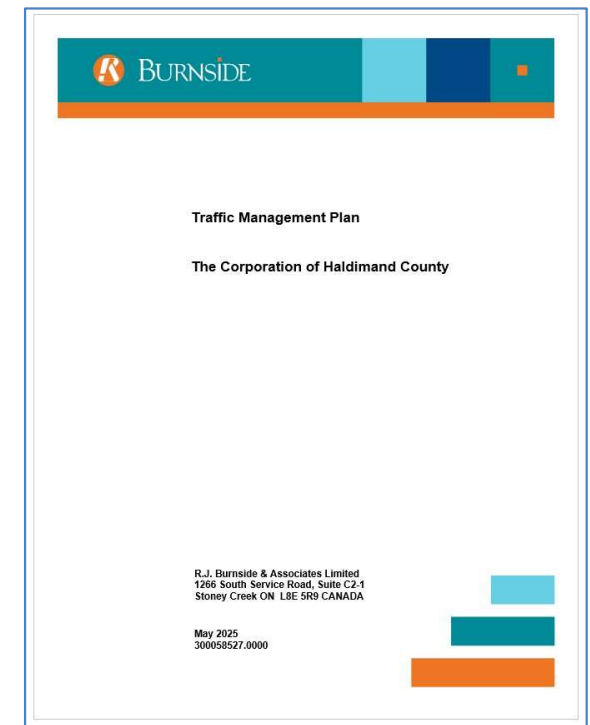 BURNSIDE
Traffic Management Plan
The Corporation of Haldimand County
R.J. Burnside & Associates Limited
1266 South Service Road, Suite C2-1
Stoney Creek ON  L8E 5R9 CANADA
May 2025
300058527.0000